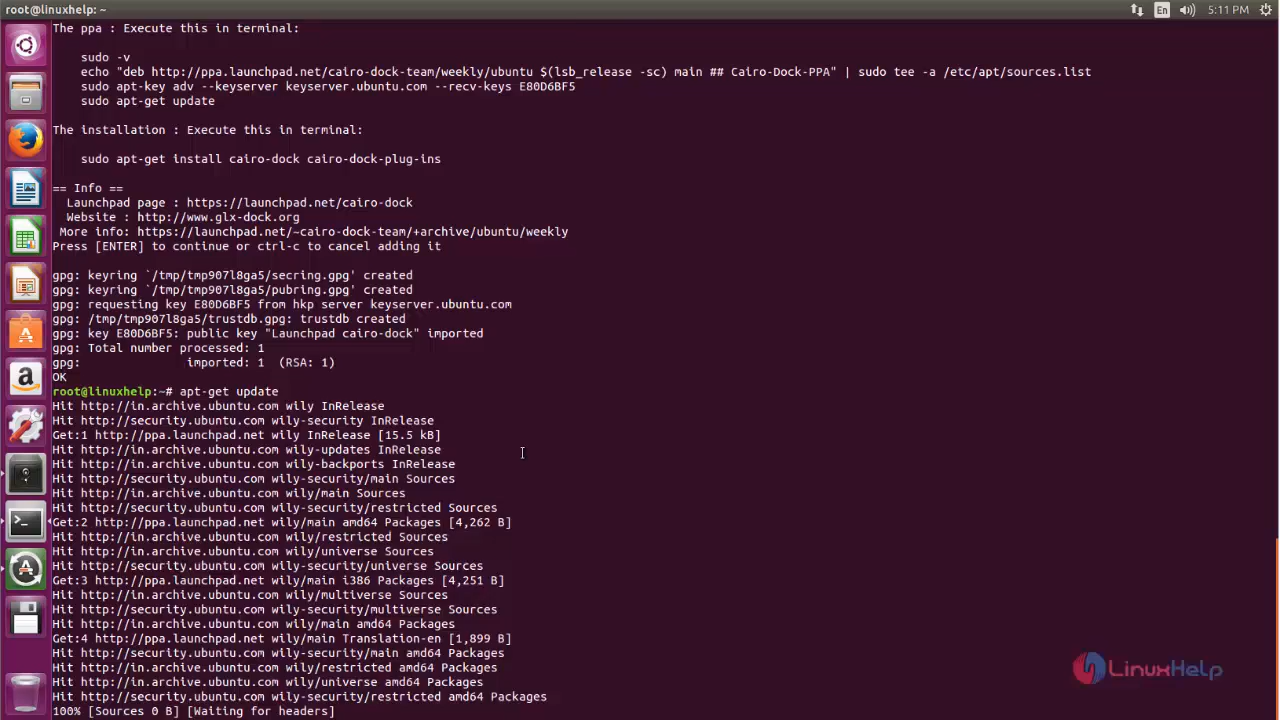 root@linuxhelp: ~
En
5:11 PM
The ppa : Execute this in terminal:
sudo -v
echo "deb http://ppa.launchpad.net/cairo-dock-team/weekly/ubuntu $(lsb_release -sc) main ## Cairo-Dock-PPA" | sudo tee -a /etc/apt/sources.list
sudo apt-key adv --keyserver keyserver.ubuntu.com --recv-keys E80D6BF5
sudo apt-get update
The installation : Execute this in terminal:
sudo apt-get install cairo-dock cairo-dock-plug-ins
== Info ==
Launchpad page : https://launchpad.net/cairo-dock
Website : http://www.glx-dock.org
More info: https://launchpad.net/~cairo-dock-team/+archive/ubuntu/weekly
Press [ENTER] to continue or ctrl-c to cancel adding it
gpg: keyring `/tmp/tmp907l8ga5/secring.gpg' created
gpg: keyring `/tmp/tmp907l8ga5/pubring.gpg' created
gpg: requesting key E80D6BF5 from hkp server keyserver.ubuntu.com
gpg: /tmp/tmp907l8ga5/trustdb.gpg: trustdb created
gpg: key E80D6BF5: public key "Launchpad cairo-dock" imported
gpg: Total number processed: 1
gpg:               imported: 1  (RSA: 1)
OK
root@linuxhelp:~# apt-get update
Hit http://in.archive.ubuntu.com wily InRelease
Hit http://security.ubuntu.com wily-security InRelease
Get:1 http://ppa.launchpad.net wily InRelease [15.5 kB]
Hit http://in.archive.ubuntu.com wily-updates InRelease
Hit http://in.archive.ubuntu.com wily-backports InRelease
Hit http://security.ubuntu.com wily-security/main Sources
Hit http://in.archive.ubuntu.com wily/main Sources
Hit http://security.ubuntu.com wily-security/restricted Sources
Get:2 http://ppa.launchpad.net wily/main amd64 Packages [4,262 B]
Hit http://in.archive.ubuntu.com wily/restricted Sources
Hit http://in.archive.ubuntu.com wily/universe Sources
Hit http://security.ubuntu.com wily-security/universe Sources
Get:3 http://ppa.launchpad.net wily/main i386 Packages [4,251 B]
Hit http://in.archive.ubuntu.com wily/multiverse Sources
Hit http://security.ubuntu.com wily-security/multiverse Sources
Hit http://in.archive.ubuntu.com wily/main amd64 Packages
Get:4 http://ppa.launchpad.net wily/main Translation-en [1,899 B]
Hit http://security.ubuntu.com wily-security/main amd64 Packages
Hit http://in.archive.ubuntu.com wily/restricted amd64 Packages
Hit http://in.archive.ubuntu.com wily/universe amd64 Packages
Hit http://security.ubuntu.com wily-security/restricted amd64 Packages
100% [Sources 0 B] [Waiting for headers]
LinuxHelp